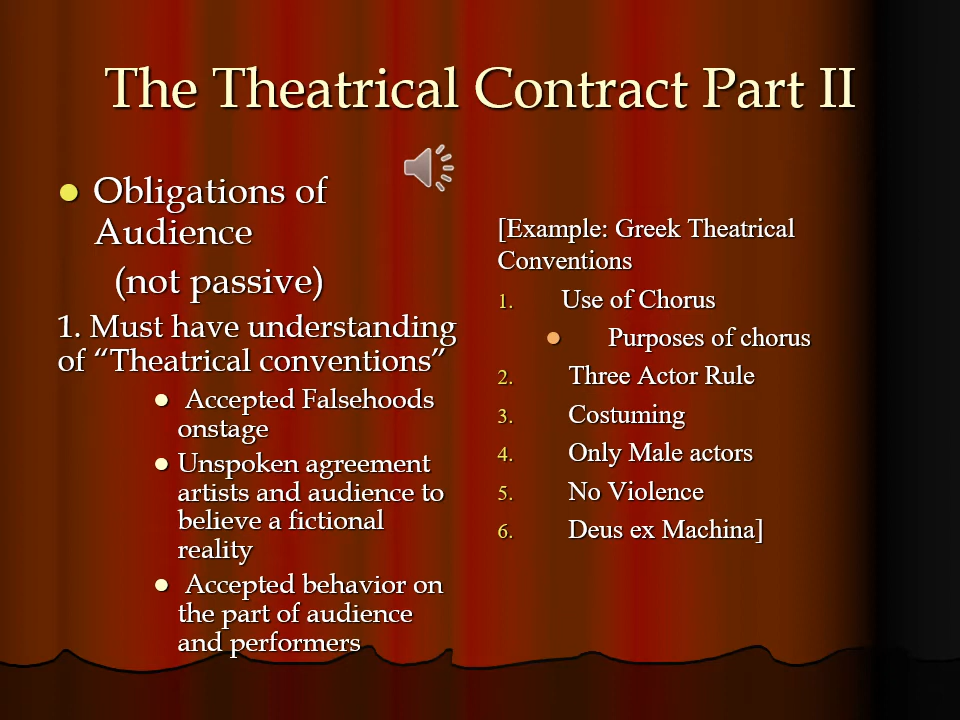 The Theatrical Contract Part II
● Obligations of
Audience
(not passive)
1. Must have understanding
of “Theatrical conventions”
● Accepted Falsehoods
onstage
● Unspoken agreement
artists and audience to
believe a fictional
reality
● Accepted behavior on
the part of audience
and performers
[Example: Greek Theatrical
Conventions
1. Use of Chorus
● Purposes of chorus
2. Three Actor Rule
3. Costuming
4. Only Male actors
5. No Violence
6. Deus ex Machina]